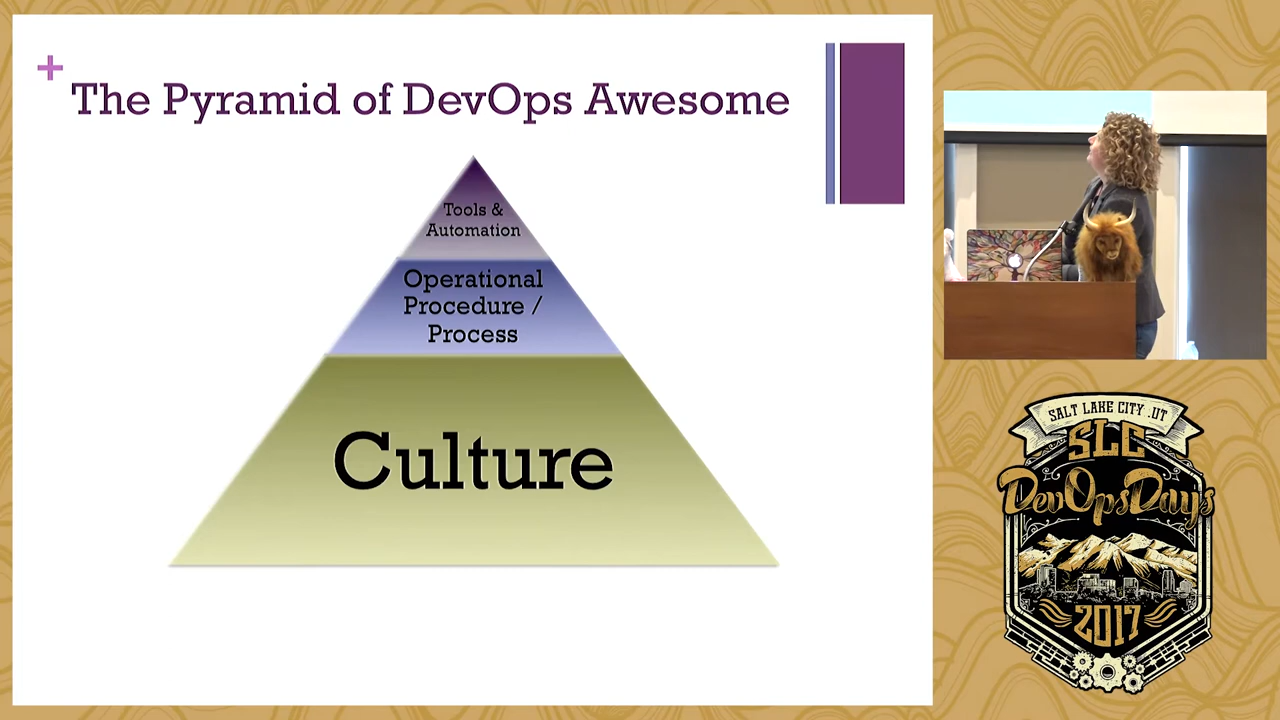 The Pyramid of DevOps Awesome
Tools &
Automation
Operational
Procedure /
Process
Culture
SALT LAKE CITY .UT
SLC
DevOpsDays
2017